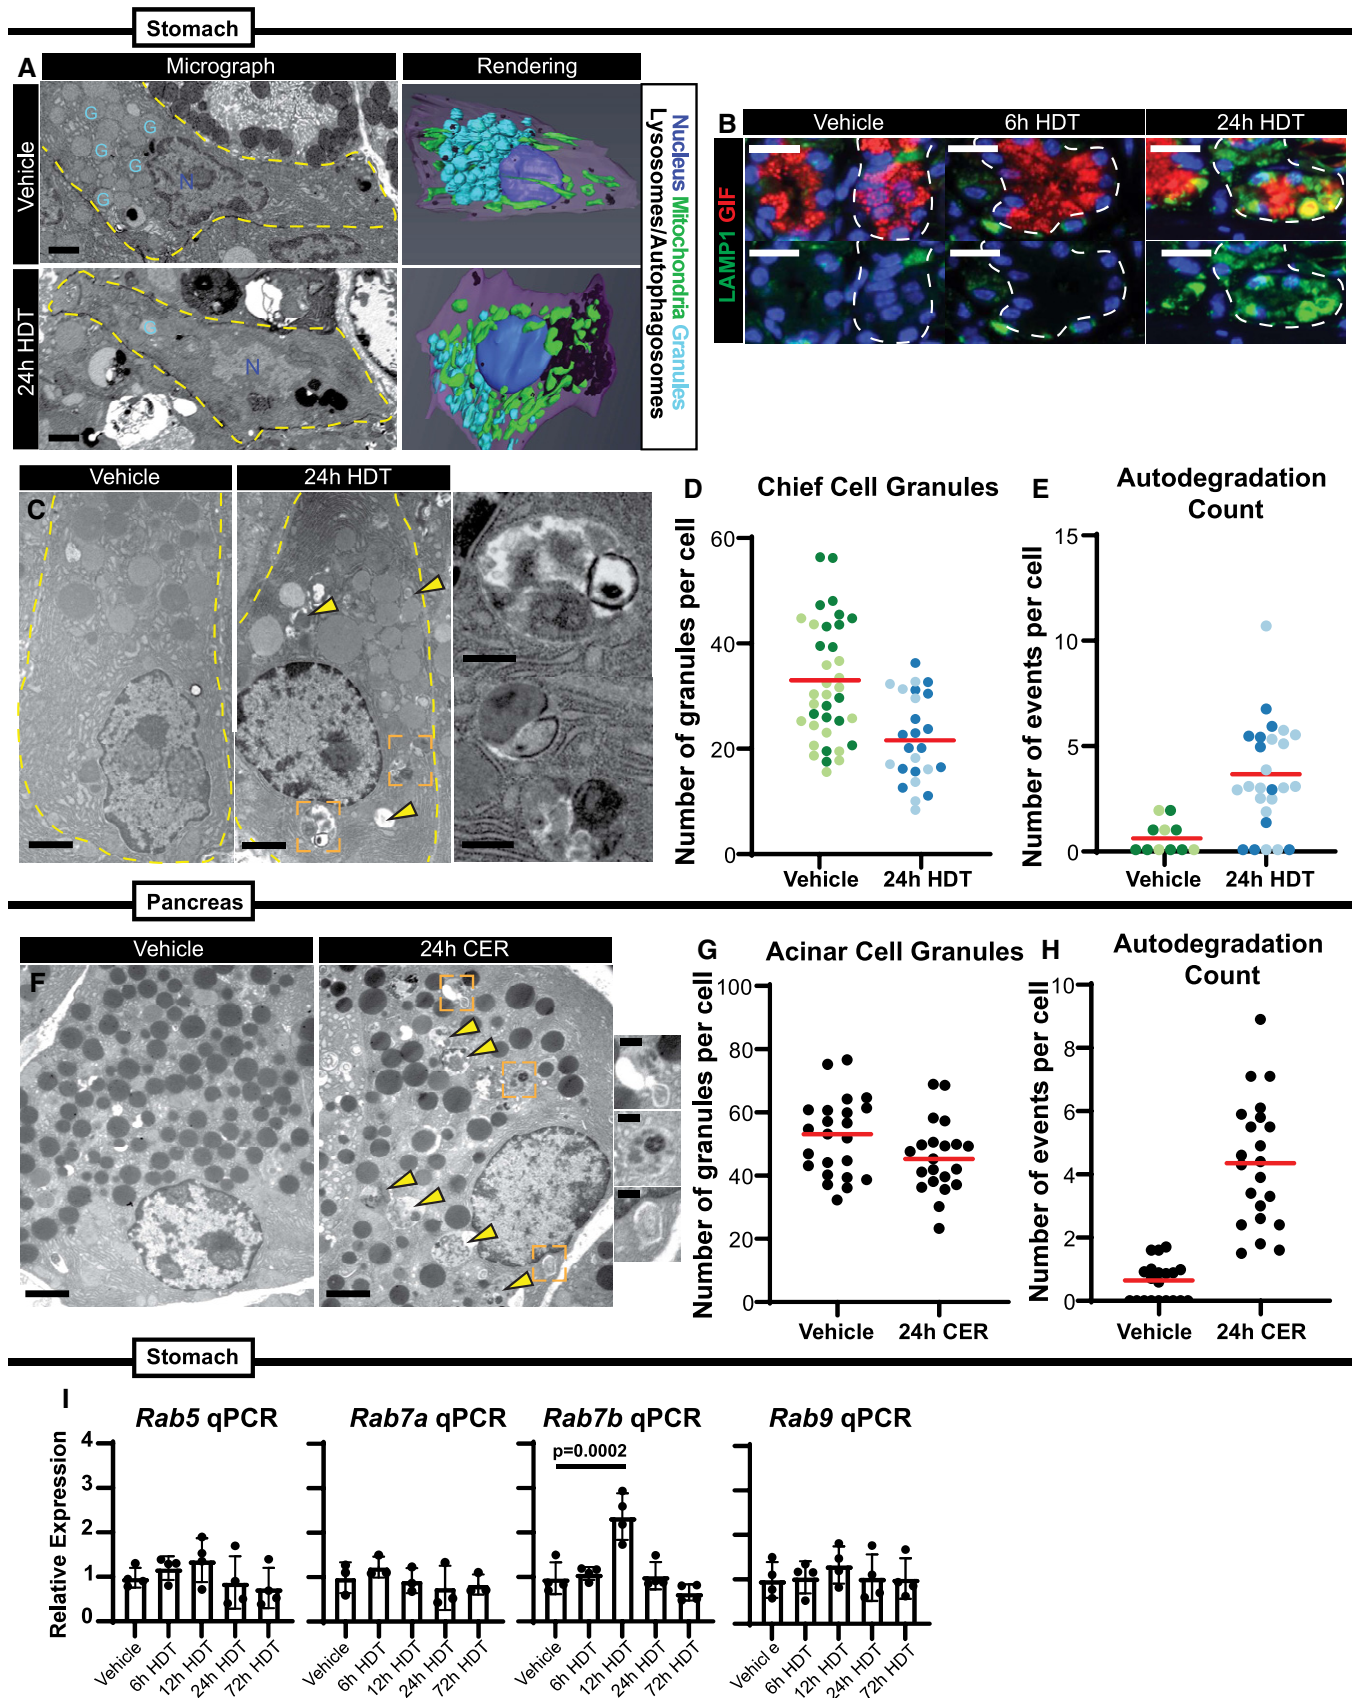 Stomach
A
Micrograph
Rendering
Vehicle
G
G
G
G
G
N
24h HDT
G
N
Nucleus Mitochondria Granules
Lysosomes/Autophagosomes
B
Vehicle
6h HDT
24h HDT
LAMP1 GIF
C
Vehicle
24h HDT
D
Chief Cell Granules
Number of granules per cell
60
40
20
0
Vehicle
24h HDT
E
Autodegradation
Count
Number of events per cell
15
10
5
0
Vehicle
24h HDT
Pancreas
F
Vehicle
24h CER
G
Acinar Cell Granules
Number of granules per cell
100
80
60
40
20
0
Vehicle
24h CER
H
Autodegradation
Count
Number of events per cell
10
8
6
4
2
0
Vehicle
24h CER
Stomach
I
Rab5 qPCR
Relative Expression
4
3
2
1
0
Vehicle
6h HDT
12h HDT
24h HDT
72h HDT
Rab7a qPCR
Vehicle
6h HDT
12h HDT
24h HDT
72h HDT
Rab7b qPCR
p=0.0002
Vehicle
6h HDT
12h HDT
24h HDT
72h HDT
Rab9 qPCR
Vehicl e
6h HDT
12h HDT
24h HDT
72h HDT